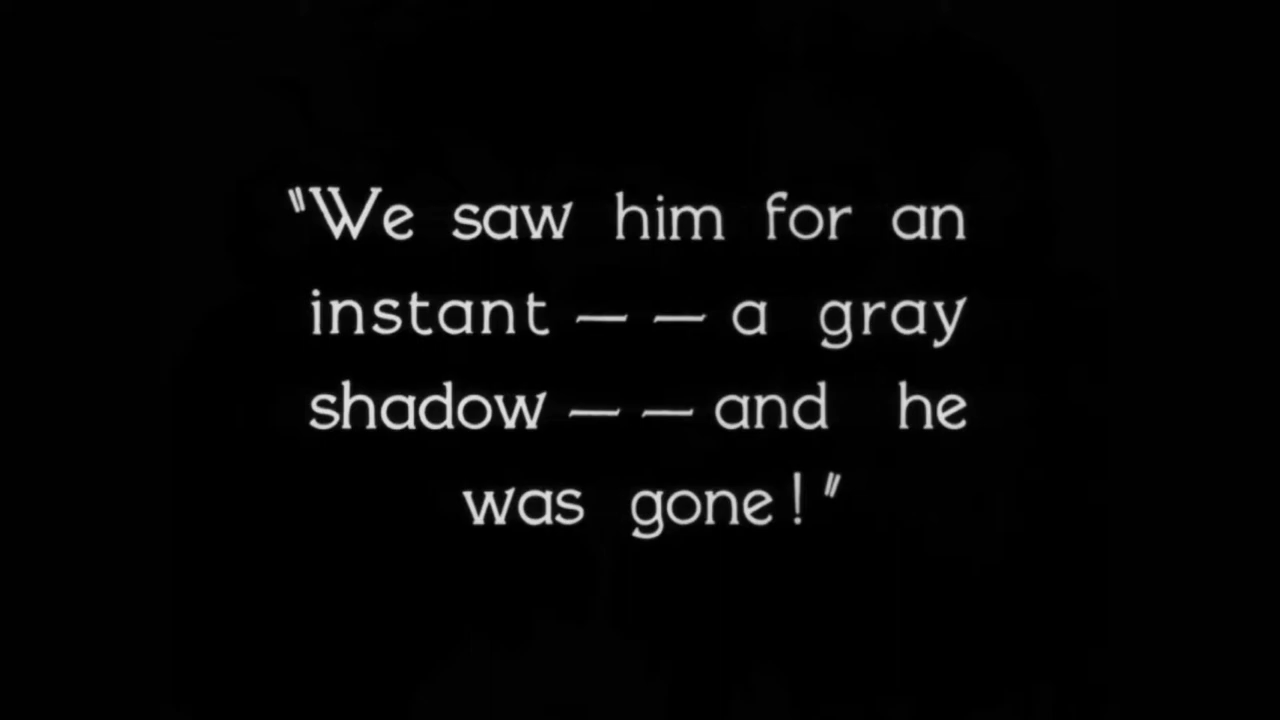 "We saw him for an
instant — — a gray
shadow — — and he
was gone!"